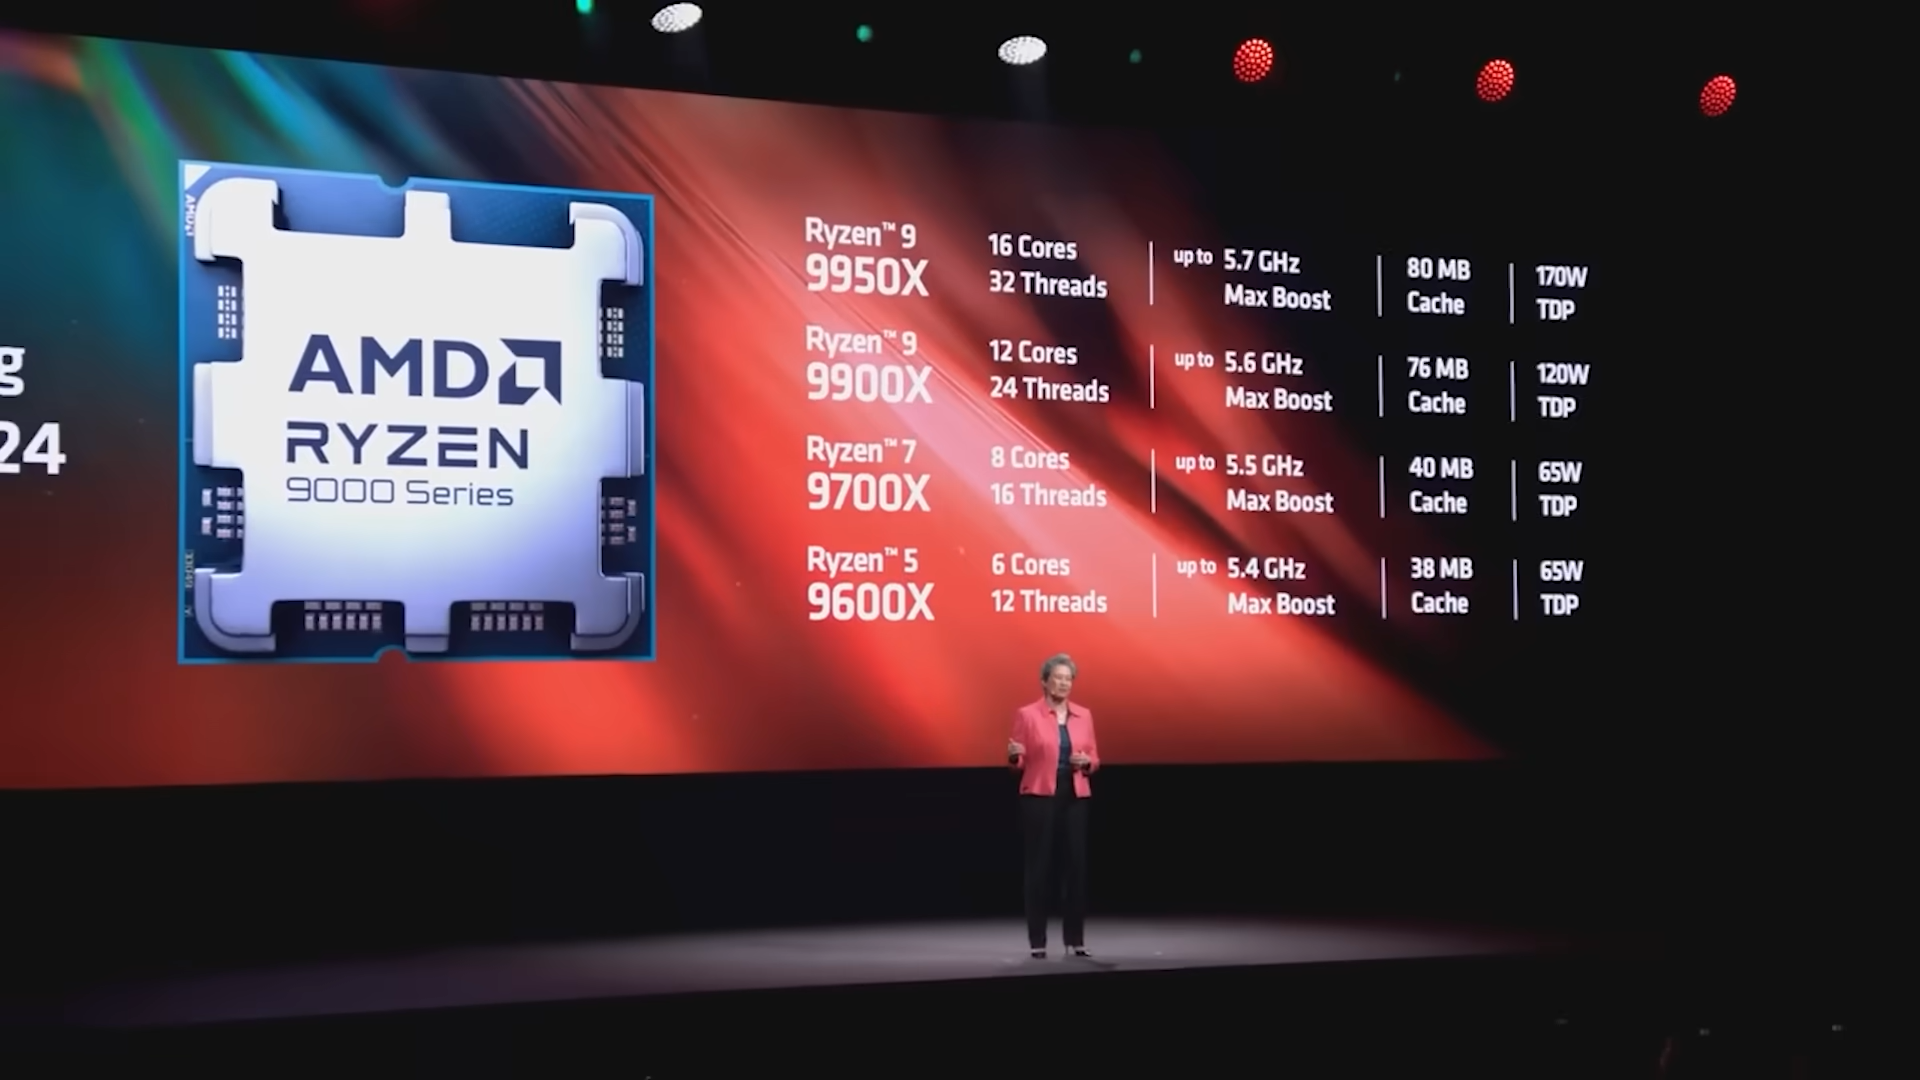 g
24
AMD
AMD
RYZEN
9000 Series
Ryzen™ 9
9950X
16 Cores
32 Threads
up to 5.7 GHz
Max Boost
80 MB
Cache
170W
TDP
Ryzen™ 9
9900X
12 Cores
24 Threads
up to 5.6 GHz
Max Boost
76 MB
Cache
120W
TDP
Ryzen™ 7
9700X
8 Cores
16 Threads
up to 5.5 GHz
Max Boost
40 MB
Cache
65W
TDP
Ryzen™ 5
9600X
6 Cores
12 Threads
up to 5.4 GHz
Max Boost
38 MB
Cache
65W
TDP